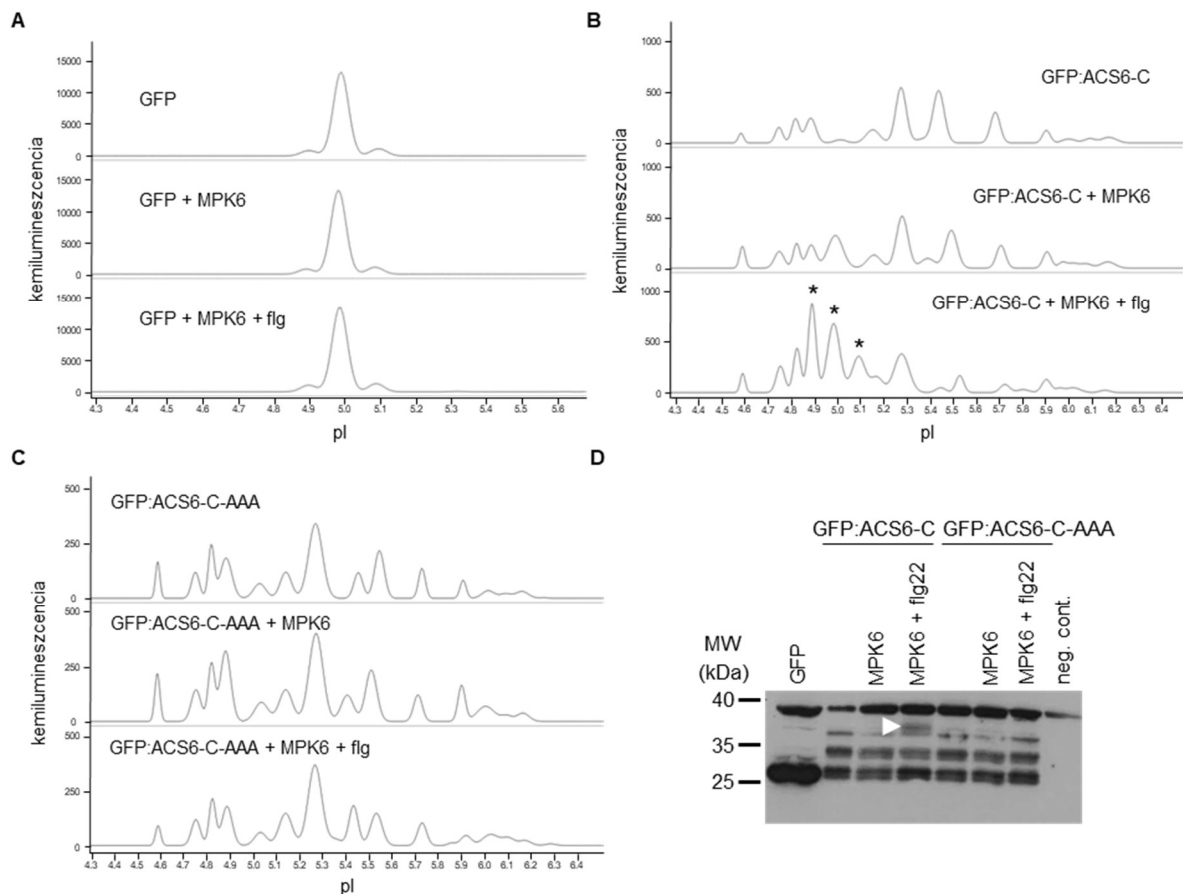 A
kemilumineszcencia
15000
10000
5000
0
GFP
15000
10000
5000
0
GFP + MPK6
15000
10000
5000
0
GFP + MPK6 + flg
4.3 4.4 4.5 4.6 4.7 4.8 4.9 5.0 5.1 5.2 5.3 5.4 5.5 5.6
pI
B
kemilumineszcencia
1000
500
0
GFP:ACS6-C
1000
500
0
GFP:ACS6-C + MPK6
1000
500
0
GFP:ACS6-C + MPK6 + flg
* * *
4.3 4.4 4.5 4.6 4.7 4.8 4.9 5.0 5.1 5.2 5.3 5.4 5.5 5.6 5.7 5.8 5.9 6.0 6.1 6.2 6.3 6.4
pI
C
kemilumineszcencia
500
250
0
GFP:ACS6-C-AAA
500
250
0
GFP:ACS6-C-AAA + MPK6
500
250
0
GFP:ACS6-C-AAA + MPK6 + flg
4.3 4.4 4.5 4.6 4.7 4.8 4.9 5.0 5.1 5.2 5.3 5.4 5.5 5.6 5.7 5.8 5.9 6.0 6.1 6.2 6.3 6.4
pI
D
GFP:ACS6-C GFP:ACS6-C-AAA
MW
(kDa)
GFP
MPK6
MPK6 + flg22
MPK6
MPK6 + flg22
neg. cont.
40
35
25